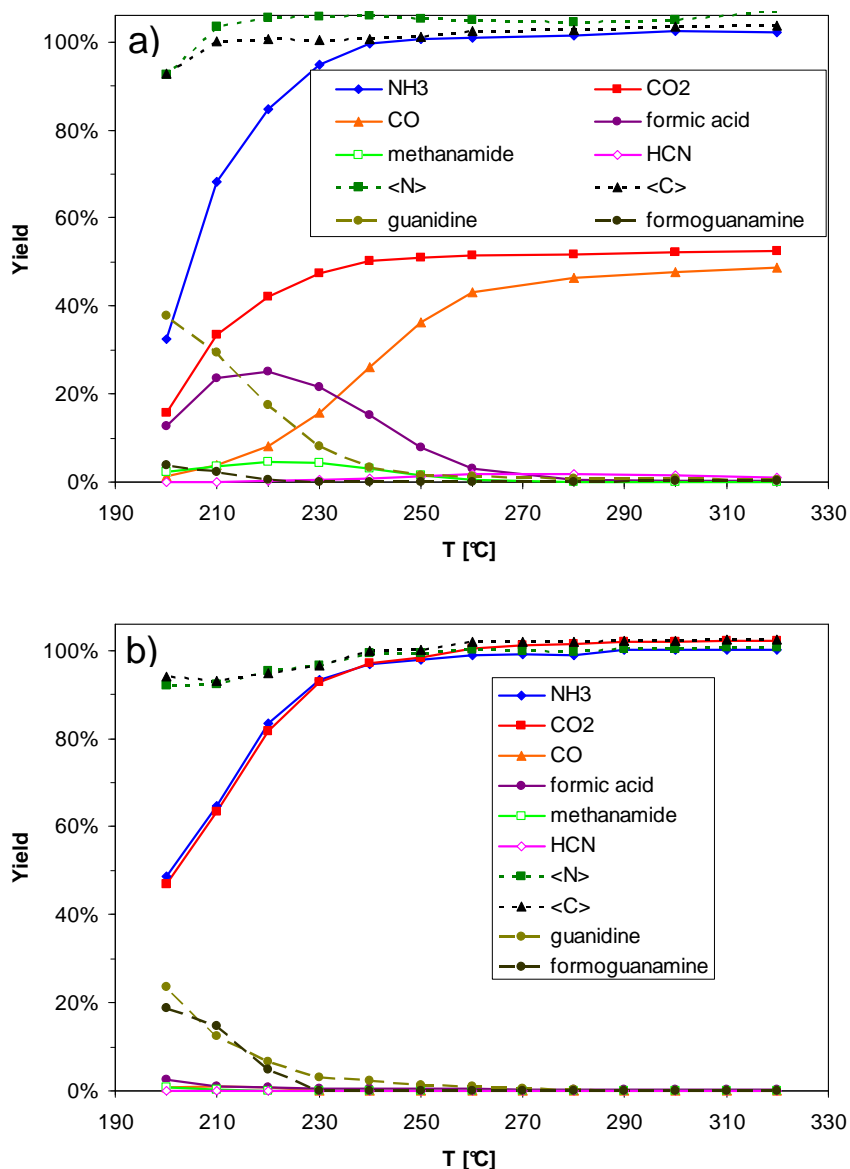 a)
100%
80%
60%
40%
20%
0%
Yield
NH3 CO2
CO formic acid
methanamide HCN
<N> <C>
guanidine formoguanamine
190 210 230 250 270 290 310 330
T [°C]
b)
100%
80%
60%
40%
20%
0%
Yield
NH3
CO2
CO
formic acid
methanamide
HCN
<N>
<C>
guanidine
formoguanamine
190 210 230 250 270 290 310 330
T [°C]